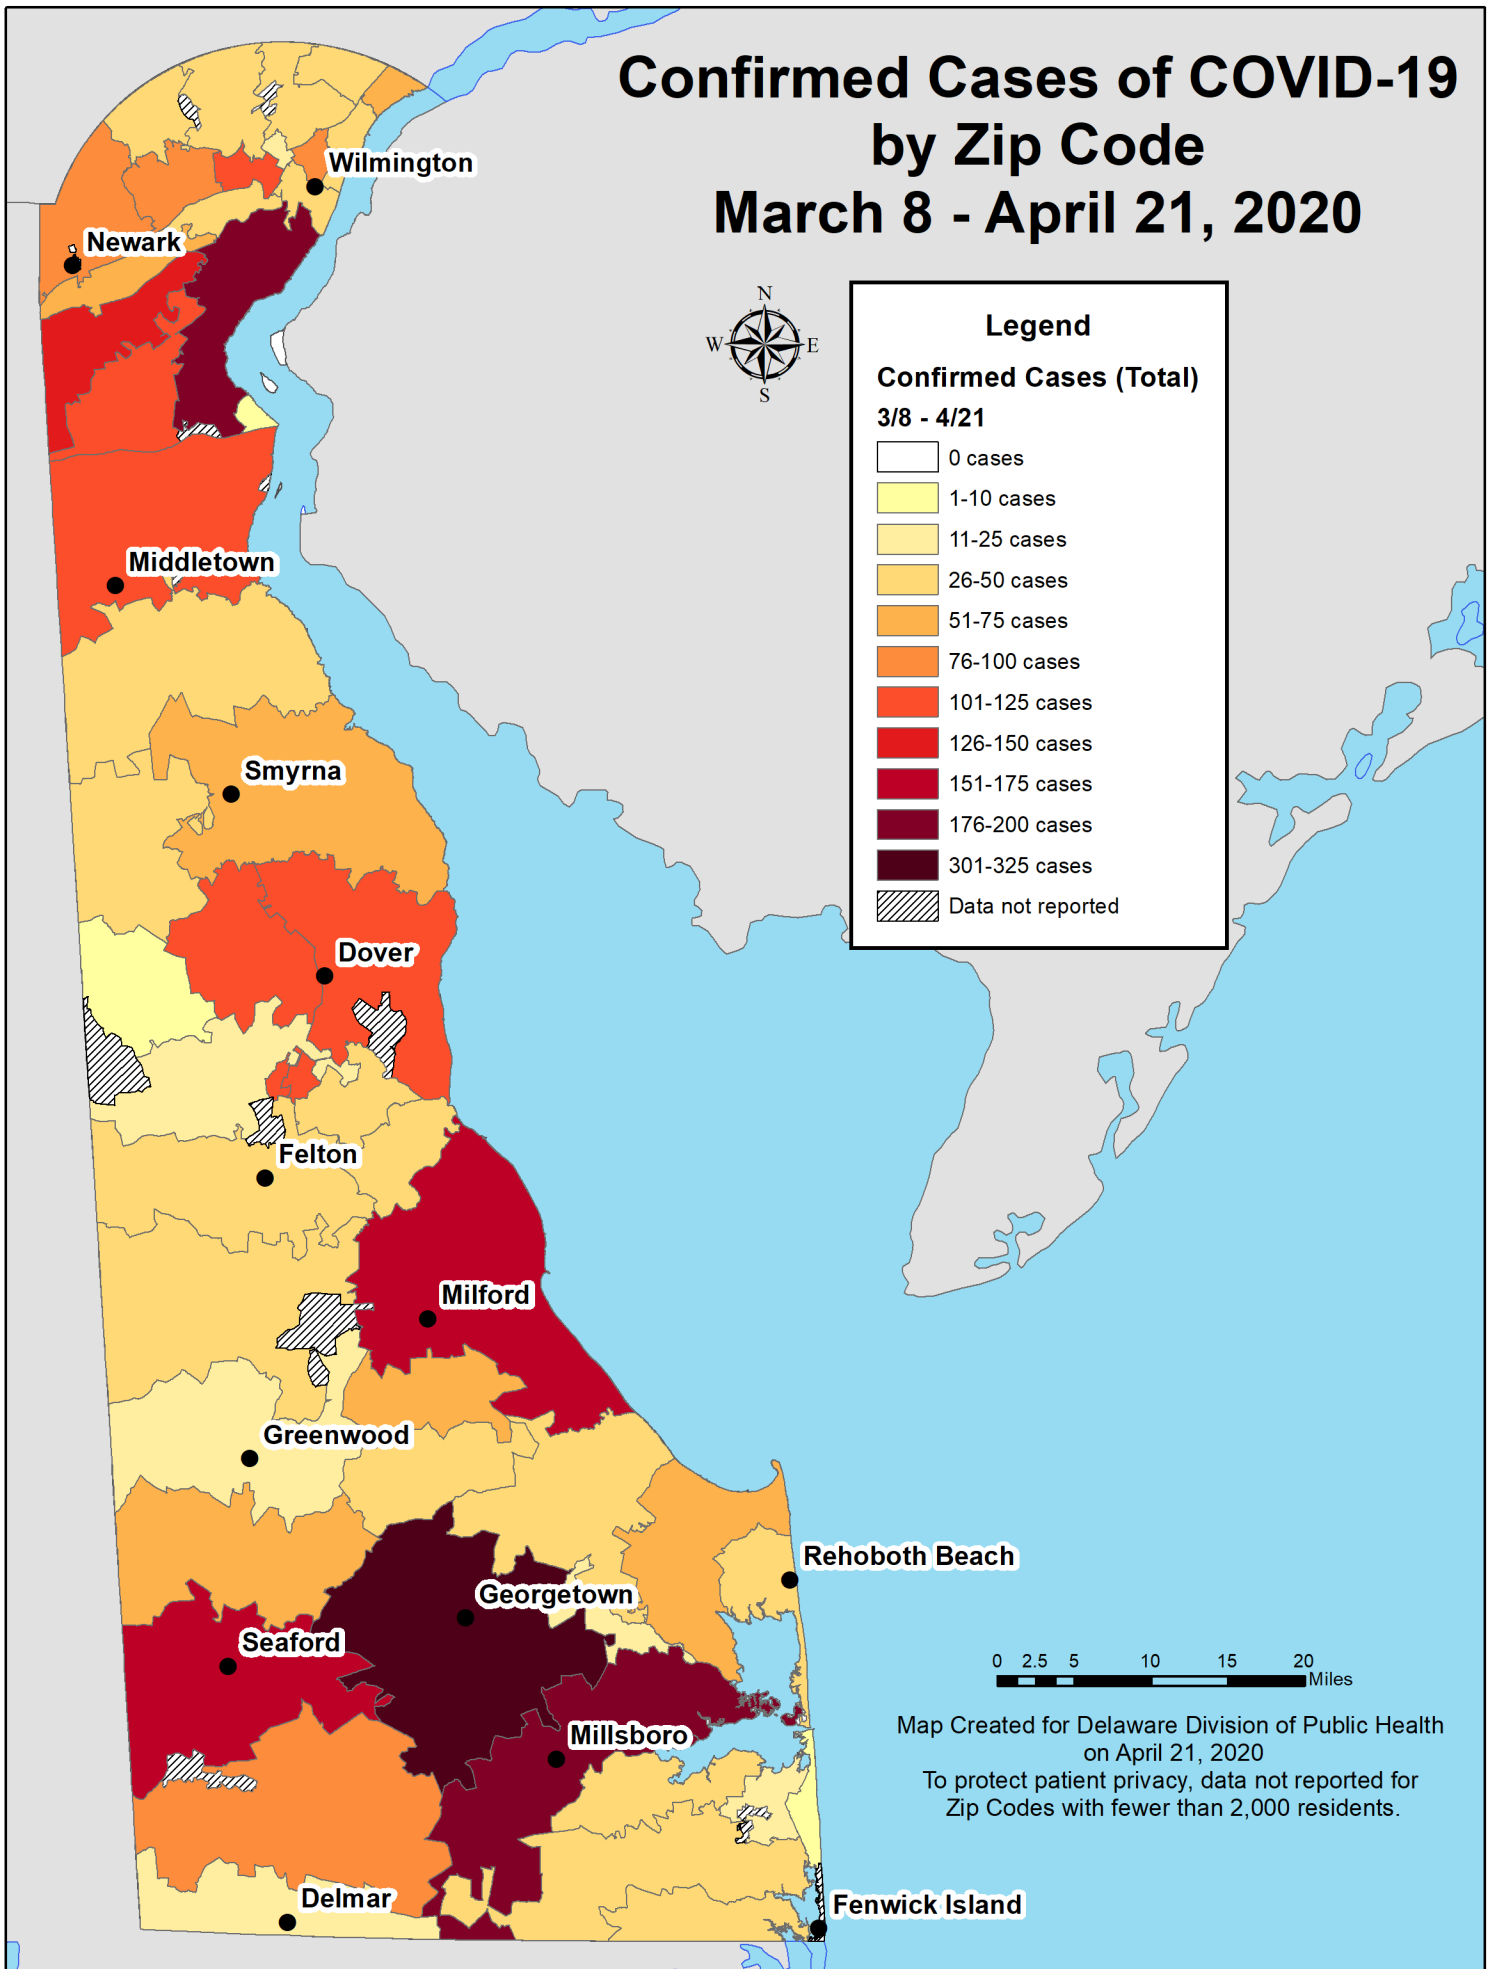 Confirmed Cases of COVID-19
by Zip Code
March 8 - April 21, 2020
Wilmington
Newark
N
W
E
S
Legend
Confirmed Cases (Total)
3/8 - 4/21
0 cases
1-10 cases
11-25 cases
26-50 cases
51-75 cases
76-100 cases
101-125 cases
126-150 cases
151-175 cases
176-200 cases
301-325 cases
Data not reported
Middletown
Smyrna
Dover
Felton
Milford
Greenwood
Rehoboth Beach
Georgetown
Seaford
Millsboro
Delmar
Fenwick Island
0 2.5 5 10 15 20
Miles
Map Created for Delaware Division of Public Health
on April 21, 2020
To protect patient privacy, data not reported for
Zip Codes with fewer than 2,000 residents.